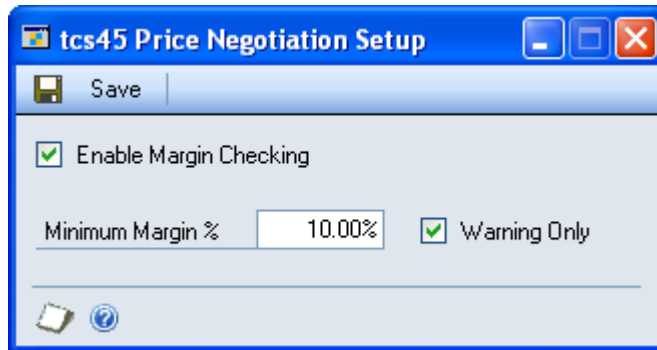 tcs45 Price Negotiation Setup
Save
Enable Margin Checking
Minimum Margin % 10.00% Warning Only